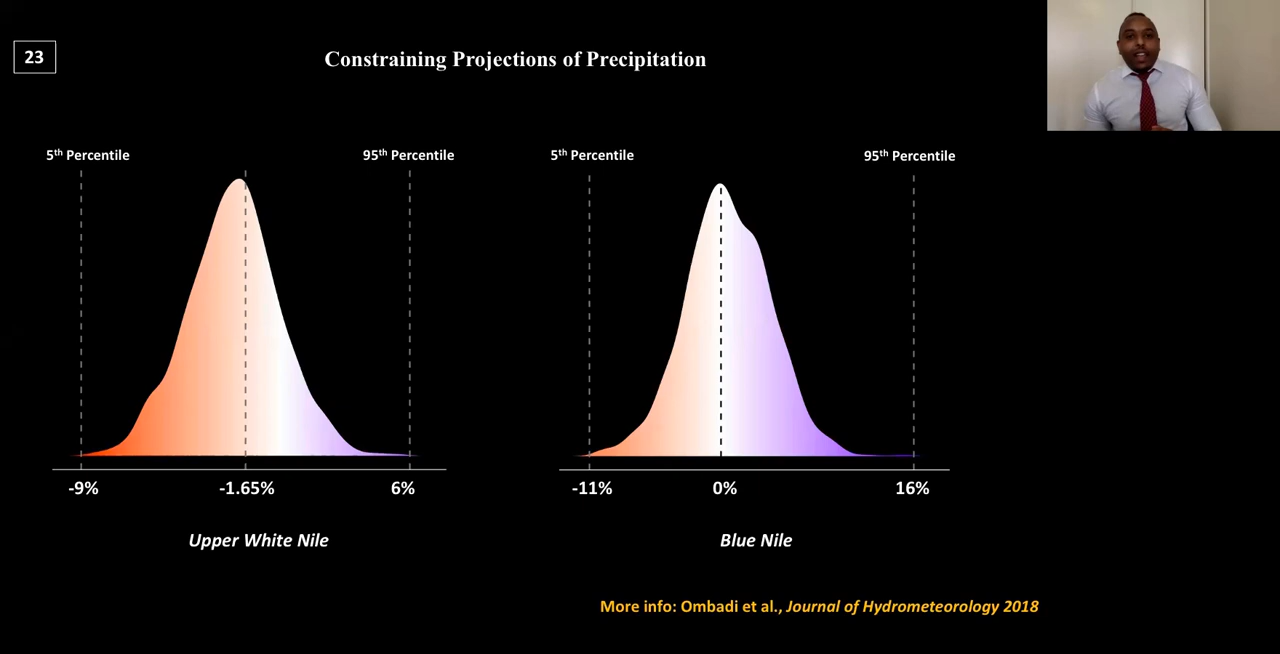 23
Constraining Projections of Precipitation
5th Percentile
95th Percentile
5th Percentile
95th Percentile
-9%
-1.65%
6%
-11%
0%
16%
Upper White Nile
Blue Nile
More info: Ombadi et al., Journal of Hydrometeorology 2018